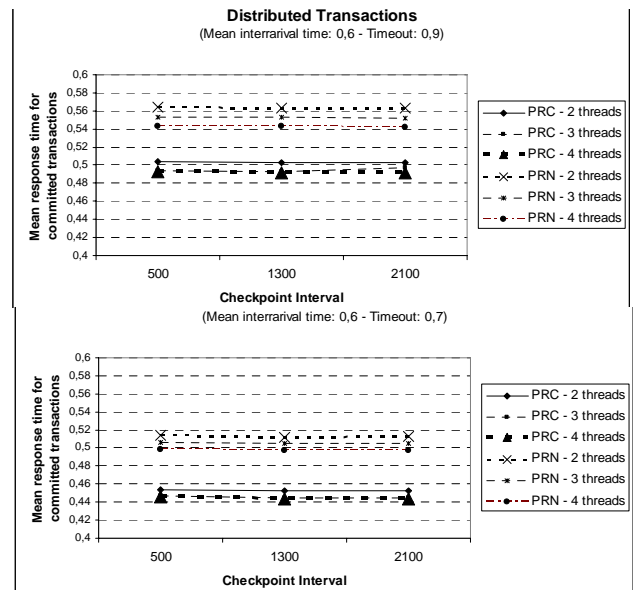 Distributed Transactions
(Mean interrarival time: 0,6 - Timeout: 0,9)
Mean response time for
committed transactions
0,6
0,58
0,56
0,54
0,52
0,5
0,48
0,46
0,44
0,42
0,4
500 1300 2100
Checkpoint Interval
PRC - 2 threads
PRC - 3 threads
PRC - 4 threads
PRN - 2 threads
PRN - 3 threads
PRN - 4 threads
(Mean interrarival time: 0,6 - Timeout: 0,7)
Mean response time for
committed transactions
0,6
0,58
0,56
0,54
0,52
0,5
0,48
0,46
0,44
0,42
0,4
500 1300 2100
Checkpoint Interval
PRC - 2 threads
PRC - 3 threads
PRC - 4 threads
PRN - 2 threads
PRN - 3 threads
PRN - 4 threads